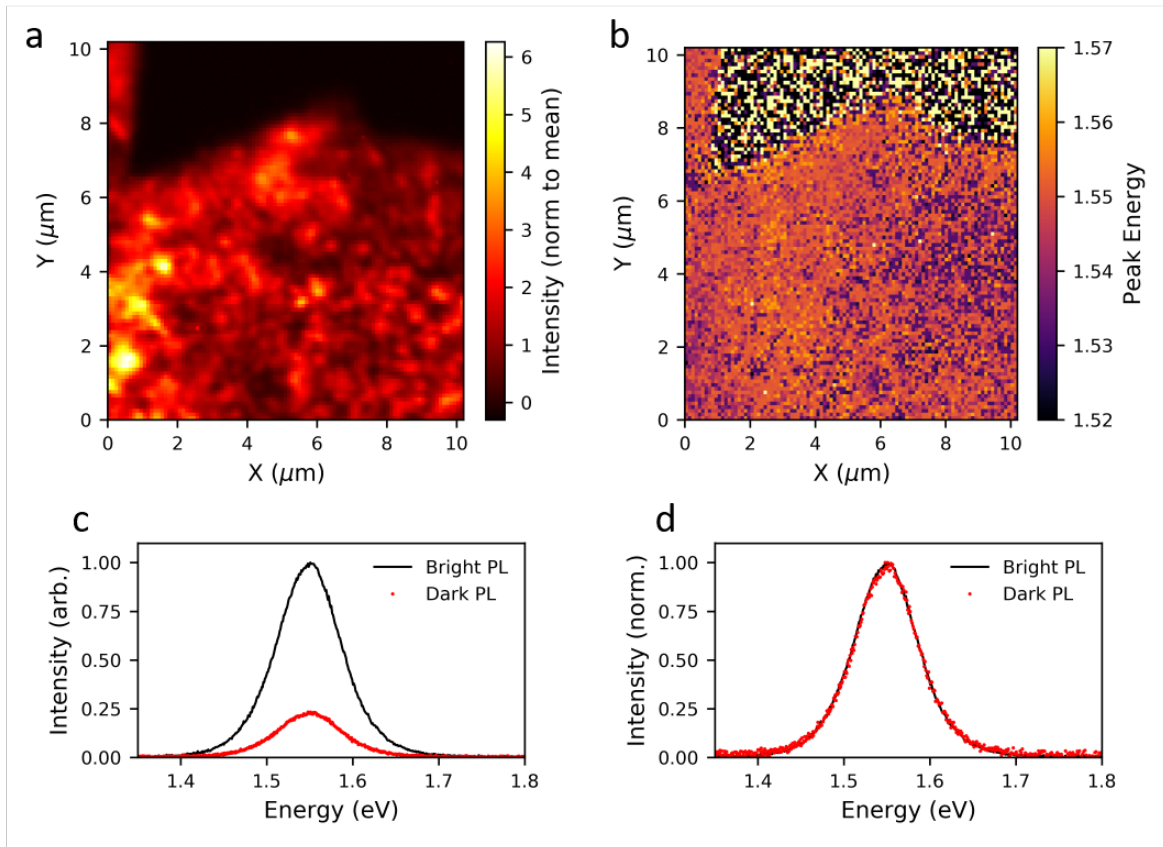 a
10
8
6
4
2
0
Y (μm)
0 2 4 6 8 10
X (μm)
6
5
4
3
2
1
0
Intensity (norm to mean)
b
10
8
6
4
2
0
Y (μm)
0 2 4 6 8 10
X (μm)
1.57
1.56
1.55
1.54
1.53
1.52
Peak Energy
c
1.00
0.75
0.50
0.25
0.00
Intensity (arb.)
Bright PL
Dark PL
1.4 1.5 1.6 1.7 1.8
Energy (eV)
d
1.00
0.75
0.50
0.25
0.00
Intensity (norm.)
Bright PL
Dark PL
1.4 1.5 1.6 1.7 1.8
Energy (eV)